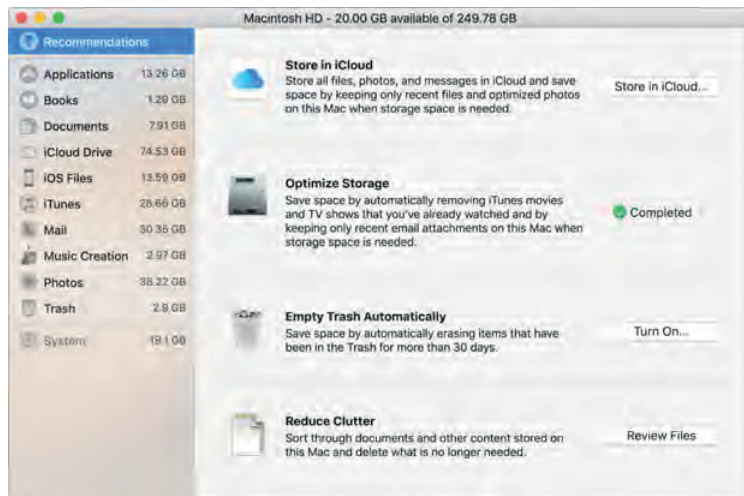 Macintosh HD - 20.00 GB available of 249.78 GB
Recommendations
Applications 13.26 GB
Books 1.29 GB
Documents 7.91 GB
iCloud Drive 74.53 GB
iOS Files 13.59 GB
iTunes 26.66 GB
Mail 30.35 GB
Music Creation 2.97 GB
Photos 38.22 GB
Trash 2.9 GB
System 19.1 GB
Store in iCloud
Store all files, photos, and messages in iCloud and save
space by keeping only recent files and optimized photos
on this Mac when storage space is needed.
Store in iCloud...
Optimize Storage
Save space by automatically removing iTunes movies
and TV shows that you've already watched and by
keeping only recent email attachments on this Mac when
storage space is needed.
Completed
Empty Trash Automatically
Save space by automatically erasing items that have
been in the Trash for more than 30 days.
Turn On...
Reduce Clutter
Sort through documents and other content stored on
this Mac and delete what is no longer needed.
Review Files